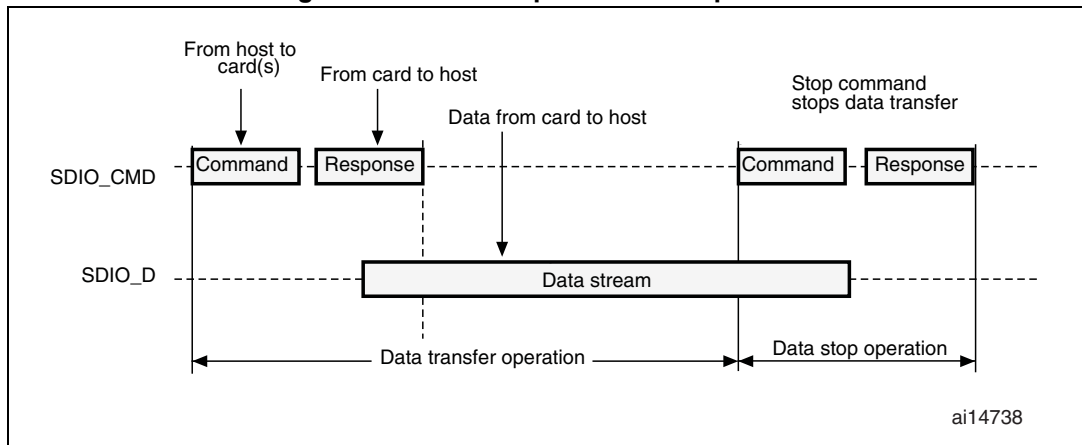 From host to
card(s)
From card to host
Data from card to host
Stop command
stops data transfer
SDIO_CMD
Command
Response
Command
Response
SDIO_D
Data stream
Data transfer operation
Data stop operation
ai14738